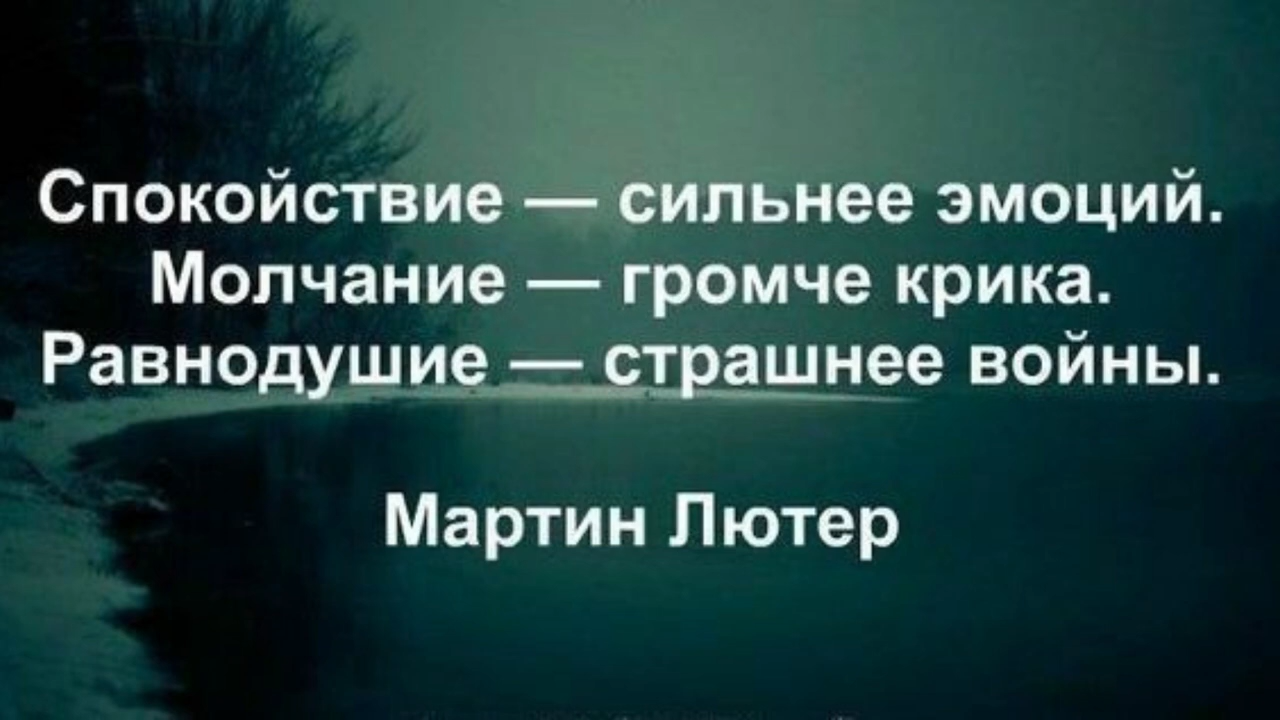 Спокойствие — сильнее эмоций.
Молчание — громче крика.
Равнодушие — страшнее войны.
Мартин Лютер